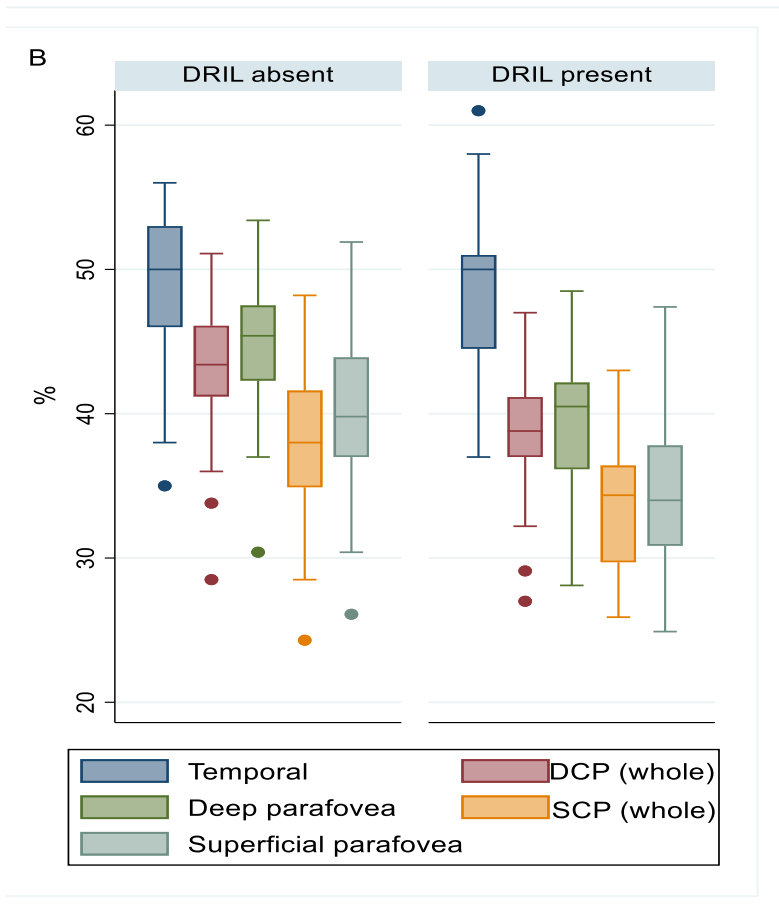 B
DRIL absent DRIL present
60
50
40
30
20
%
Temporal DCP (whole)
Deep parafovea SCP (whole)
Superficial parafovea